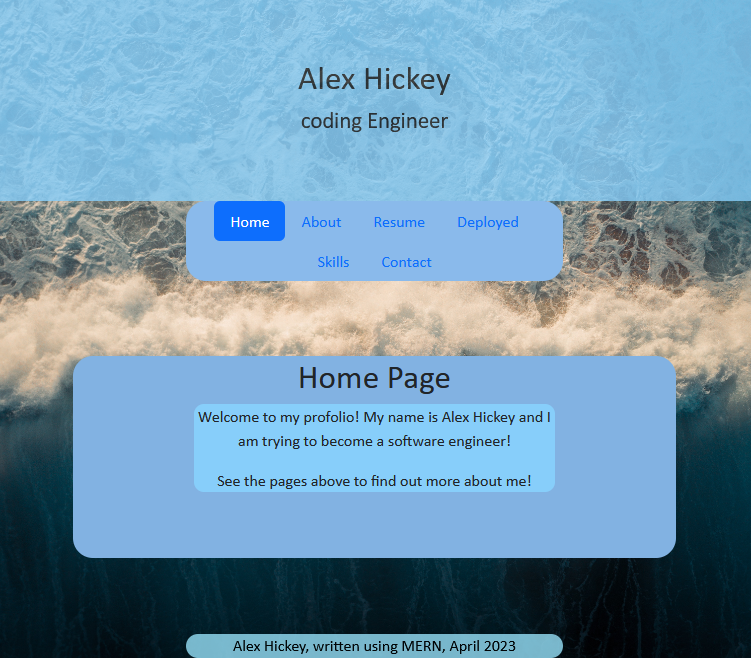 Alex Hickey
coding Engineer
Home About Resume Deployed
Skills Contact
Home Page
Welcome to my profolio! My name is Alex Hickey and I
am trying to become a software engineer!
See the pages above to find out more about me!
Alex Hickey, written using MERN, April 2023